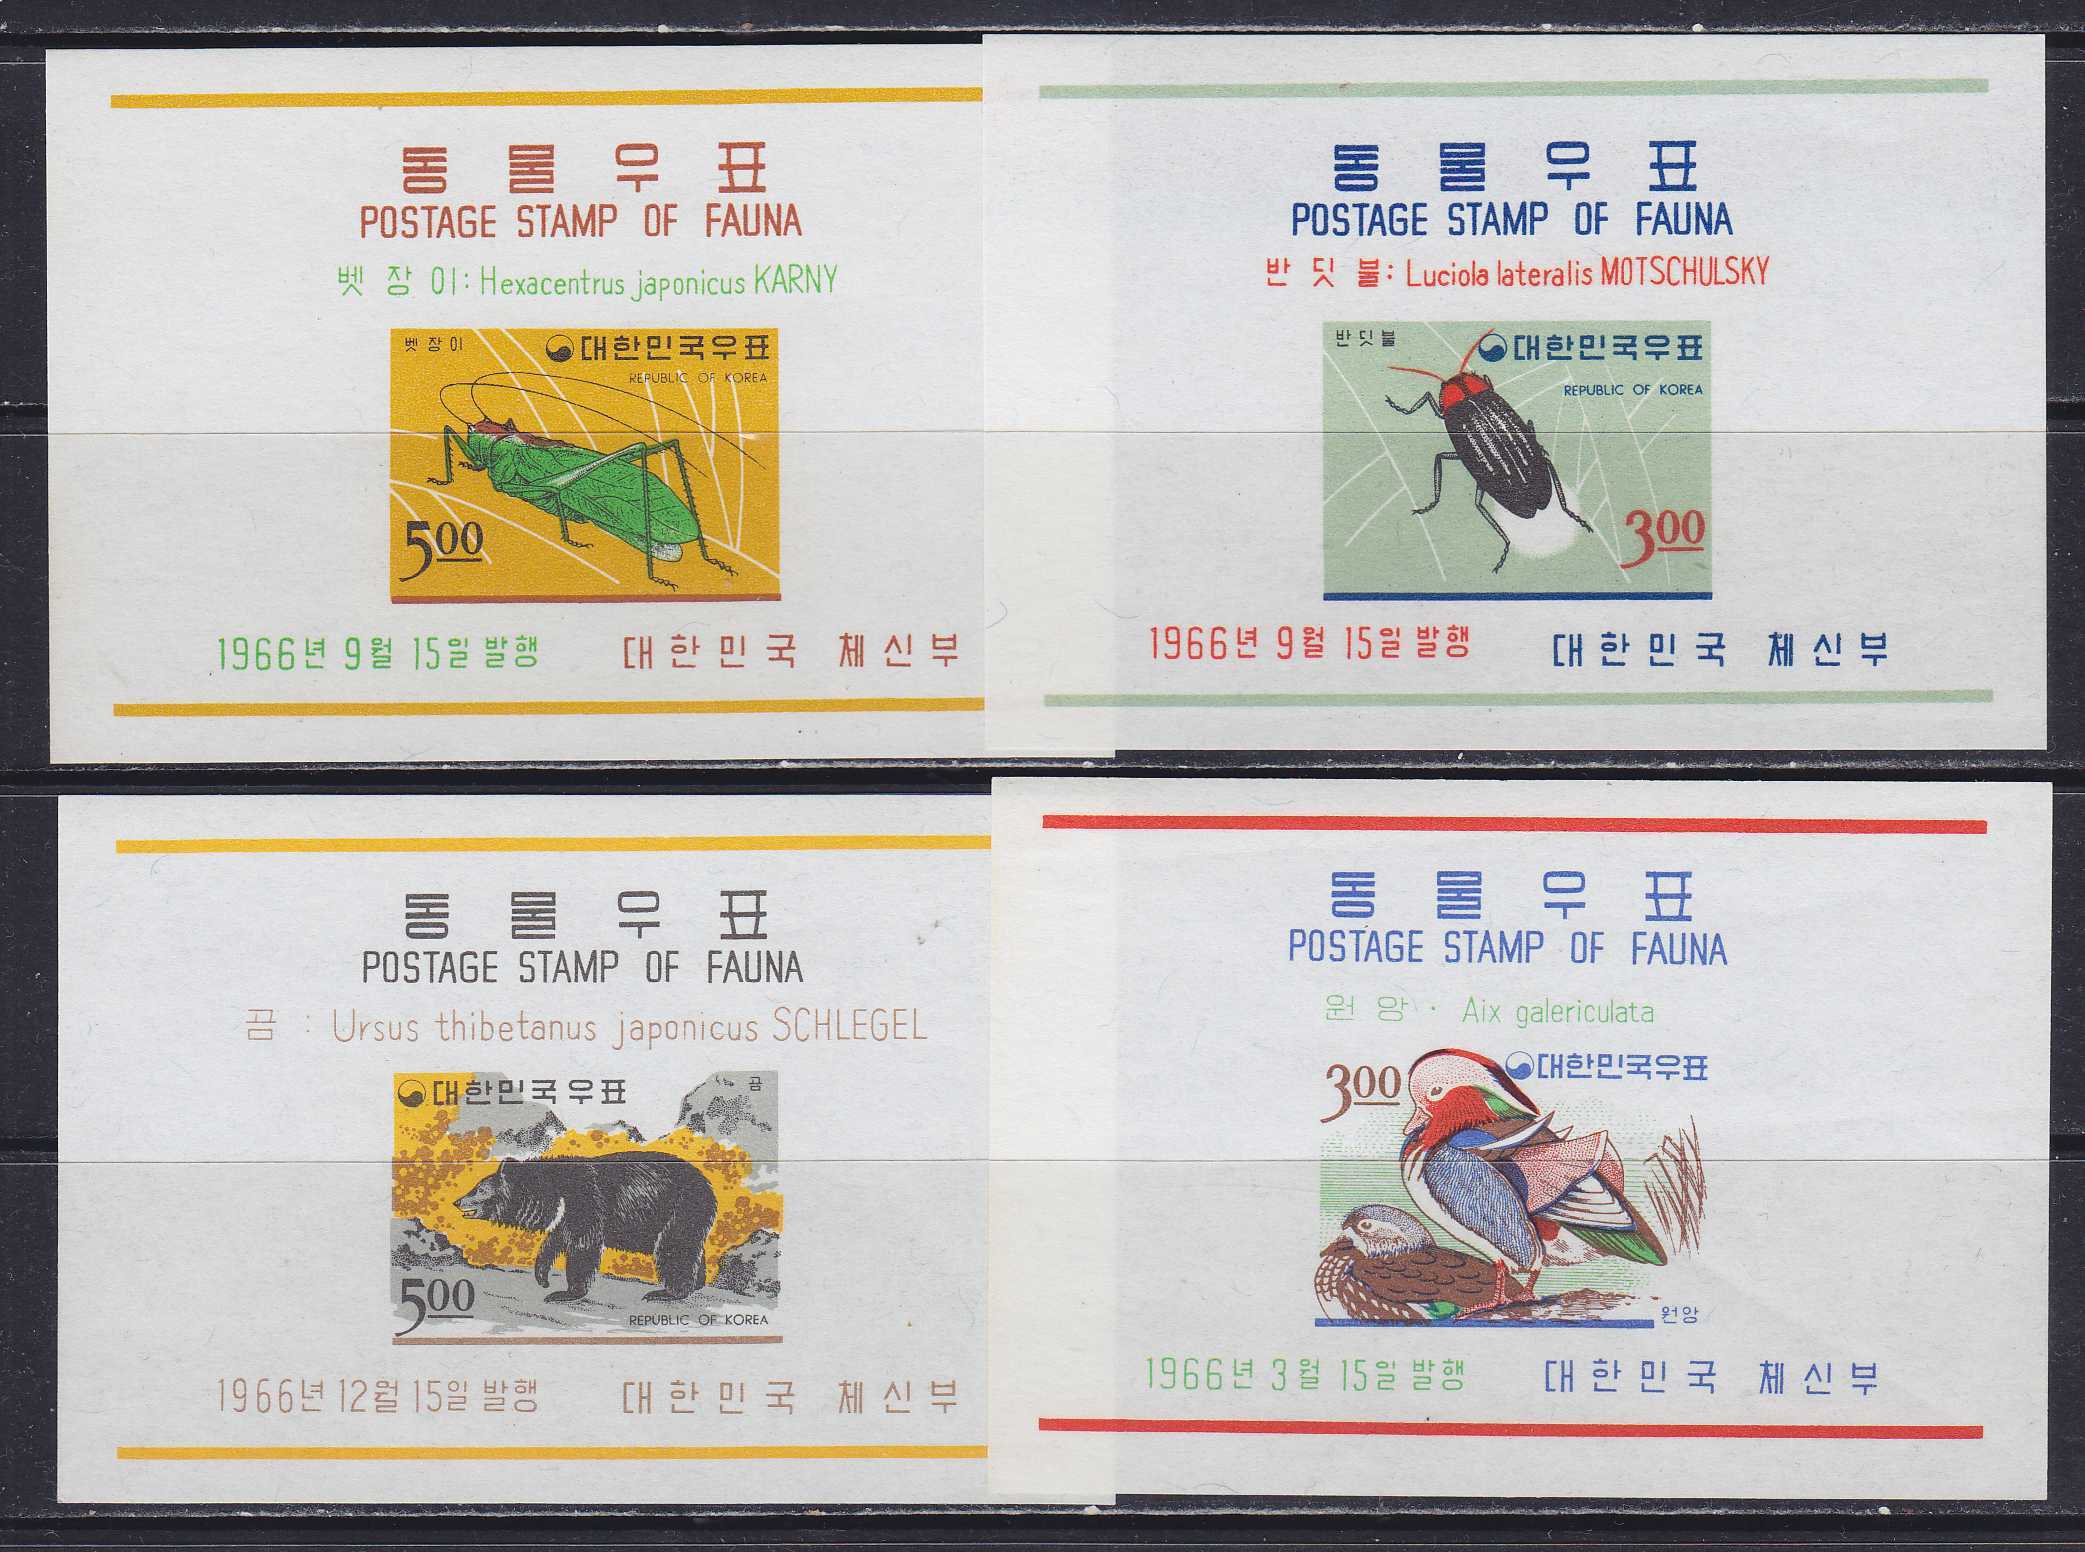 동물우표
POSTAGE STAMP OF FAUNA
벳장이: Hexacentrus japonicus KARNY
벳장이 대한민국우표
REPUBLIC OF KOREA
500
1966년 9월 15일 발행 대한민국 체신부
동물우표
POSTAGE STAMP OF FAUNA
반딧불: Luciola lateralis MOTSCHULSKY
반딧불 대한민국우표
REPUBLIC OF KOREA
300
1966년 9월 15일 발행 대한민국 체신부
동물우표
POSTAGE STAMP OF FAUNA
곰 : Ursus thibetanus japonicus SCHLEGEL
대한민국우표 곰
500
REPUBLIC OF KOREA
1966년 12월 15일 발행 대한민국 체신부
동물우표
POSTAGE STAMP OF FAUNA
원앙 · Aix galericulata
300 대한민국우표
원앙
1966년 3월 15일 발행 대한민국 체신부